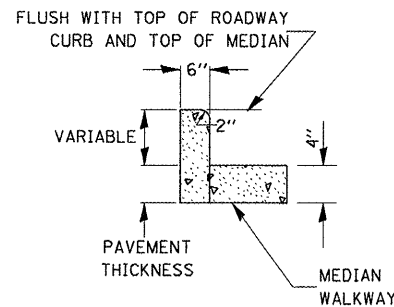 FLUSH WITH TOP OF ROADWAY
CURB AND TOP OF MEDIAN
6"
2"
VARIABLE
4"
PAVEMENT
THICKNESS
MEDIAN
WALKWAY